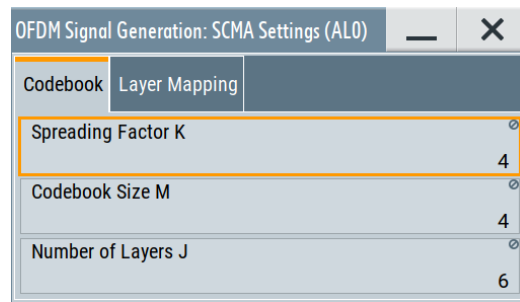 OFDM Signal Generation: SCMA Settings (AL0)
Codebook Layer Mapping
Spreading Factor K
4
Codebook Size M
4
Number of Layers J
6